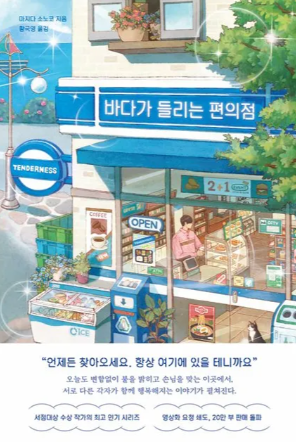 마치다 소노코 지음
황국영 옮김
바다가 들리는 편의점
TENDERNESS
2+1
OPEN
ICE
“언제든 찾아오세요. 항상 여기에 있을 테니까요”
오늘도 변함없이 불을 밝히고 손님을 맞는 이곳에서,
서로 다른 각자가 함께 행복해지는 이야기가 펼쳐진다.
서점대상 수상 작가의 최고 인기 시리즈
영상화 요청 쇄도, 20만 부 판매 돌파